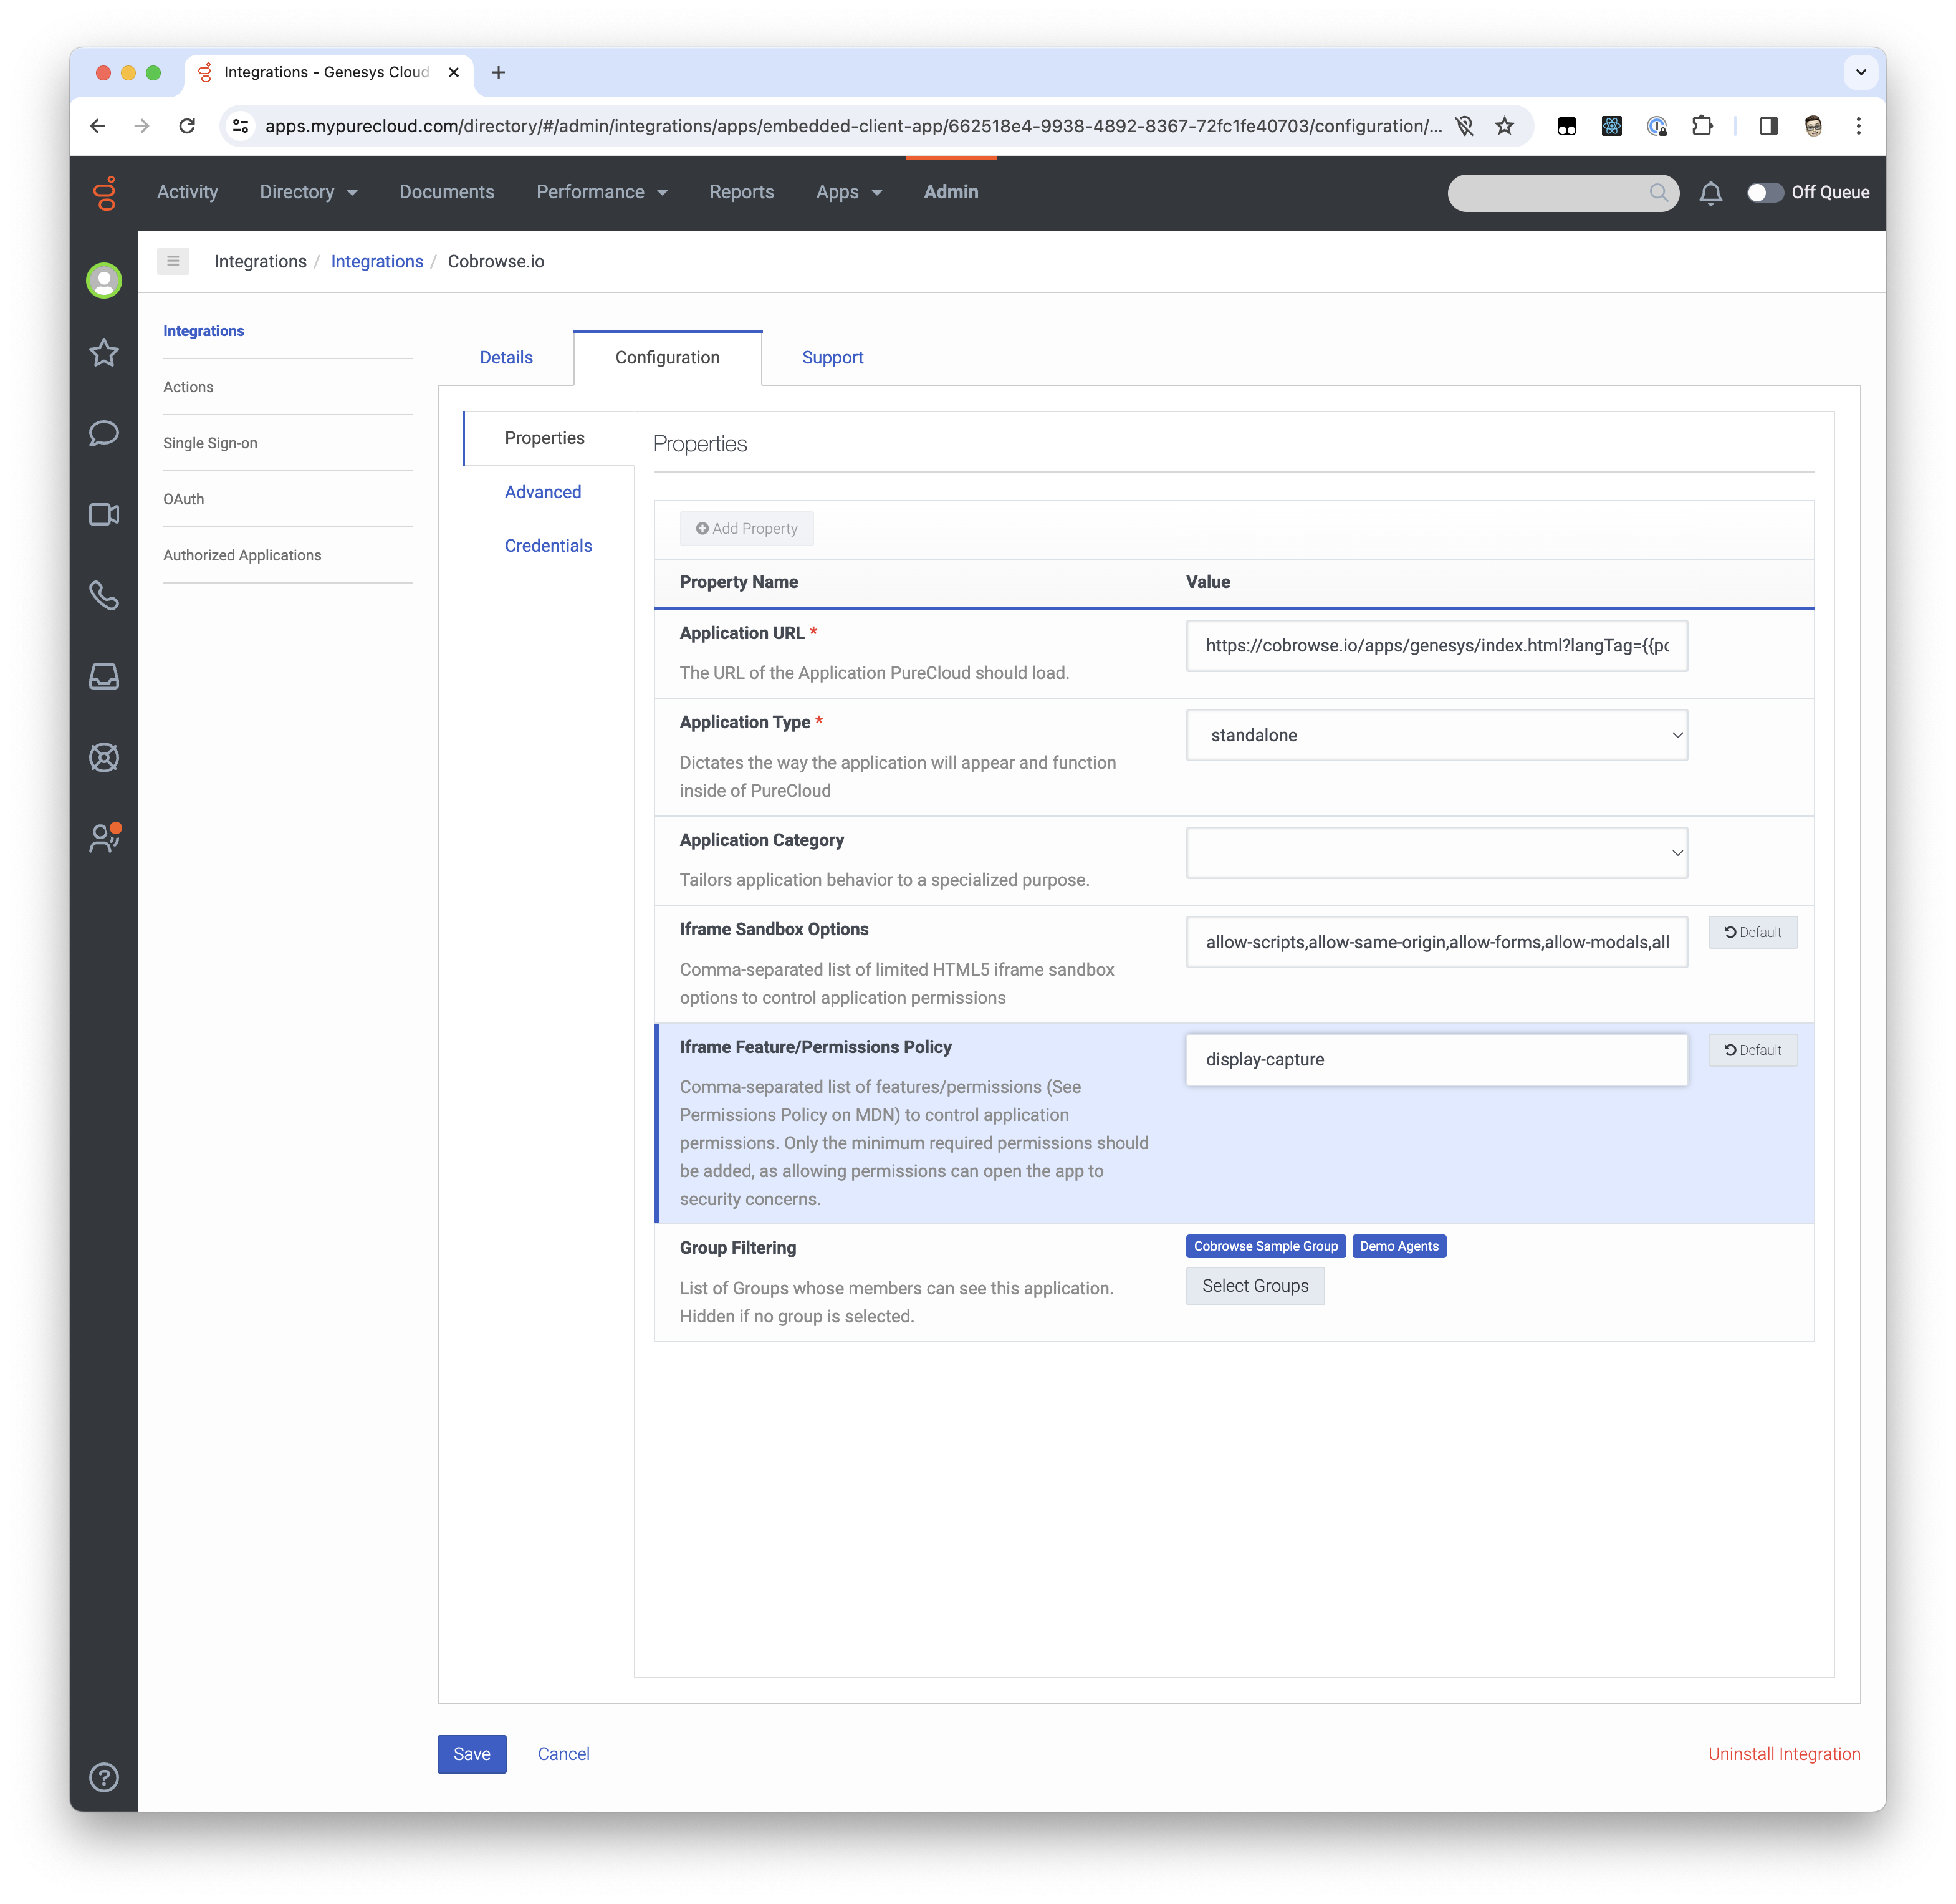 Integrations - Genesys Cloud
apps.mypurecloud.com/directory/#/admin/integrations/apps/embedded-client-app/662518e4-9938-4892-8367-72fc1fe40703/configuration/...
Activity
Directory
Documents
Performance
Reports
Apps
Admin
Off Queue
Integrations / Integrations / Cobrowse.io
Integrations
Actions
Single Sign-on
OAuth
Authorized Applications
Details
Configuration
Support
Properties
Advanced
Credentials
Properties
Add Property
Property Name
Value
Application URL *
The URL of the Application PureCloud should load.
https://cobrowse.io/apps/genesys/index.html?langTag={{pc
Application Type *
Dictates the way the application will appear and function
inside of PureCloud
standalone
Application Category
Tailors application behavior to a specialized purpose.
Iframe Sandbox Options
Comma-separated list of limited HTML5 iframe sandbox
options to control application permissions
allow-scripts,allow-same-origin,allow-forms,allow-modals,all
Default
Iframe Feature/Permissions Policy
Comma-separated list of features/permissions (See
Permissions Policy on MDN) to control application
permissions. Only the minimum required permissions should
be added, as allowing permissions can open the app to
security concerns.
display-capture
Default
Group Filtering
List of Groups whose members can see this application.
Hidden if no group is selected.
Cobrowse Sample Group
Demo Agents
Select Groups
Save
Cancel
Uninstall Integration